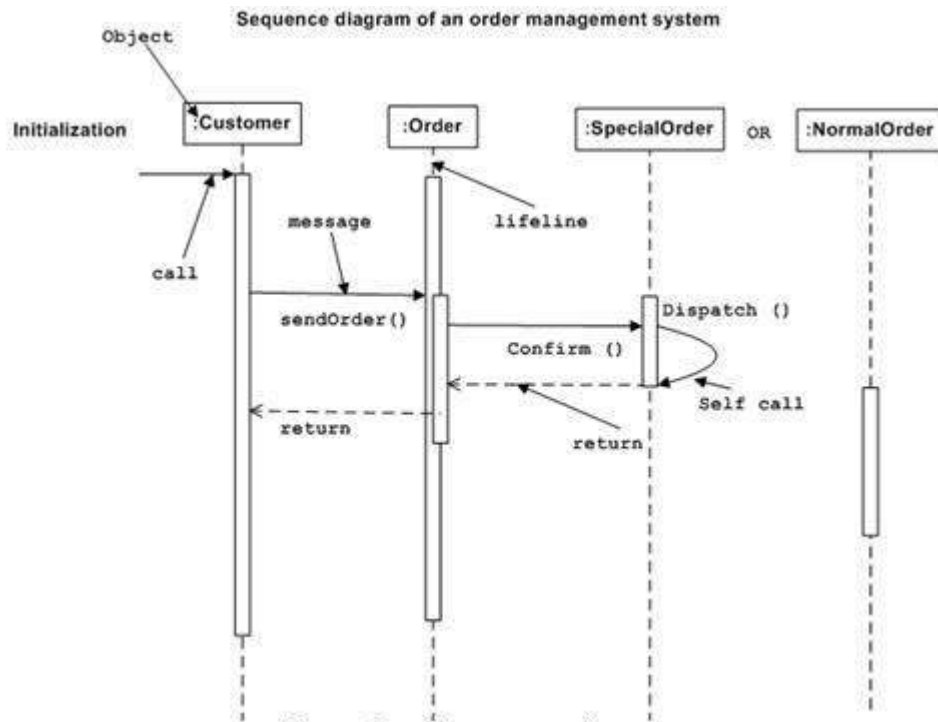 Sequence diagram of an order management system
Object
Initialization
:Customer
:Order
:SpecialOrder
OR
:NormalOrder
message
lifeline
call
sendOrder()
Dispatch ()
Confirm ()
Self call
return
return